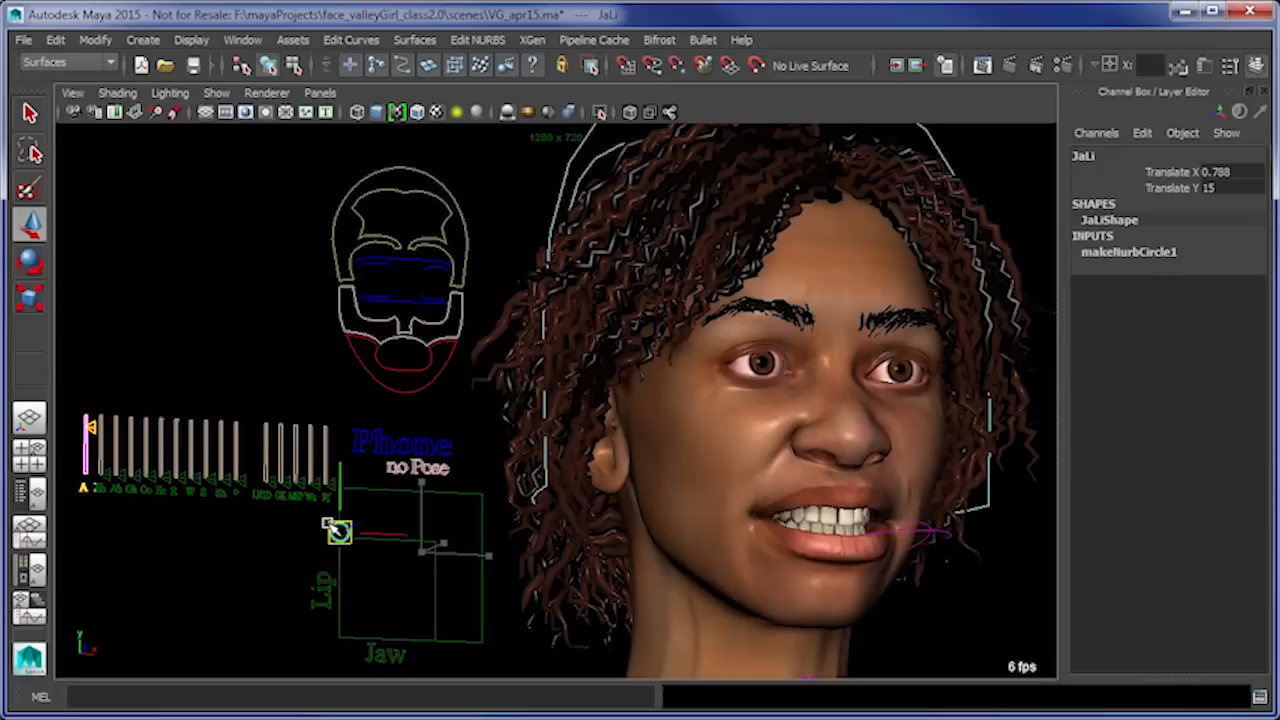 Autodesk Maya 2015 - Not for Resale: F:\mayaProjects\face_valleyGirl_class2.0\scenes\VG_apr15.ma* --- JaLi
File Edit Modify Create Display Window Assets Edit Curves Surfaces Edit NURBS XGen Pipeline Cache Bifrost Bullet Help
Surfaces No Live Surface X:
View Shading Lighting Show Renderer Panels
Channel Box / Layer Editor
Channels Edit Object Show
JaLi
Translate X 0.788
Translate Y 15
SHAPES
JaLiShape
INPUTS
makeNurbCircle1
1280 x 720
Phone
no Pose
A
Lip
Jaw
y
x
6 fps
MEL